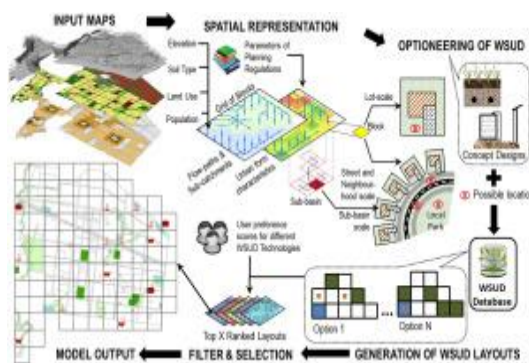 INPUT MAPS
SPATIAL REPRESENTATION
OPTIONEERING OF WSUD
Elevation
Soil Type
Land Use
Population
Parameters of
Planning
Regulations
Grid of Blocks
Flow paths &
Sub-catchments
Urban form
characteristics
Block
Sub-basin
Lot-scale
Street and
Neighbour-
hood scale
Sub-basin
scale
Local
Park
Concept Designs
Possible location
WSUD
Database
User preference
scores for different
WSUD Technologies
Top X Ranked Layouts
Option 1
...
Option N
MODEL OUTPUT
FILTER & SELECTION
GENERATION OF WSUD LAYOUTS